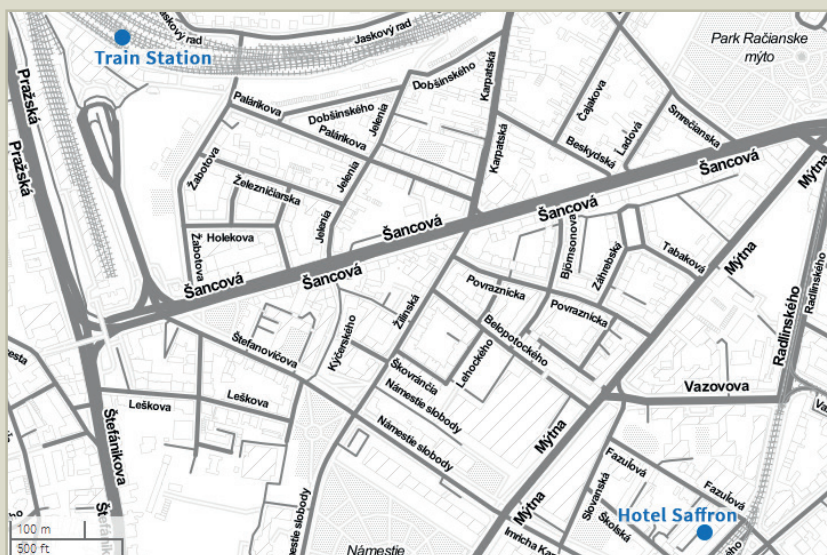 Jaskový rad
Jaskový rad
Train Station
Pražská
Pražská
Park Račianske
mýto
Dobšinského
Karpatská
Palárikova
Dobšinského
Jelenia
Palárikova
Čajakova
Ladová
Smrečianska
Karpatská
Beskydská
Žabotova
Železničiarska
Jelenia
Šancová
Mýtna
Holekova
Jelenia
Šancová
Šancová
Žabotova
Šancová
Šancová
Björnsonova
Záhrebská
Tabaková
Mýtna
Radlinského
Radlinského
Povraznícka
Povraznícka
Žilinská
Belopotockého
Kýčerského
Štefanovičova
Škovránčia
Lehockého
Námestie slobody
Námestie slobody
Vazovova
Leškova
Leškova
Štefánikova
Mýtna
Fazuľová
Fazuľová
Slovanská
Školská
Hotel Saffron
Mýtna
100 m
500 ft
Námestie